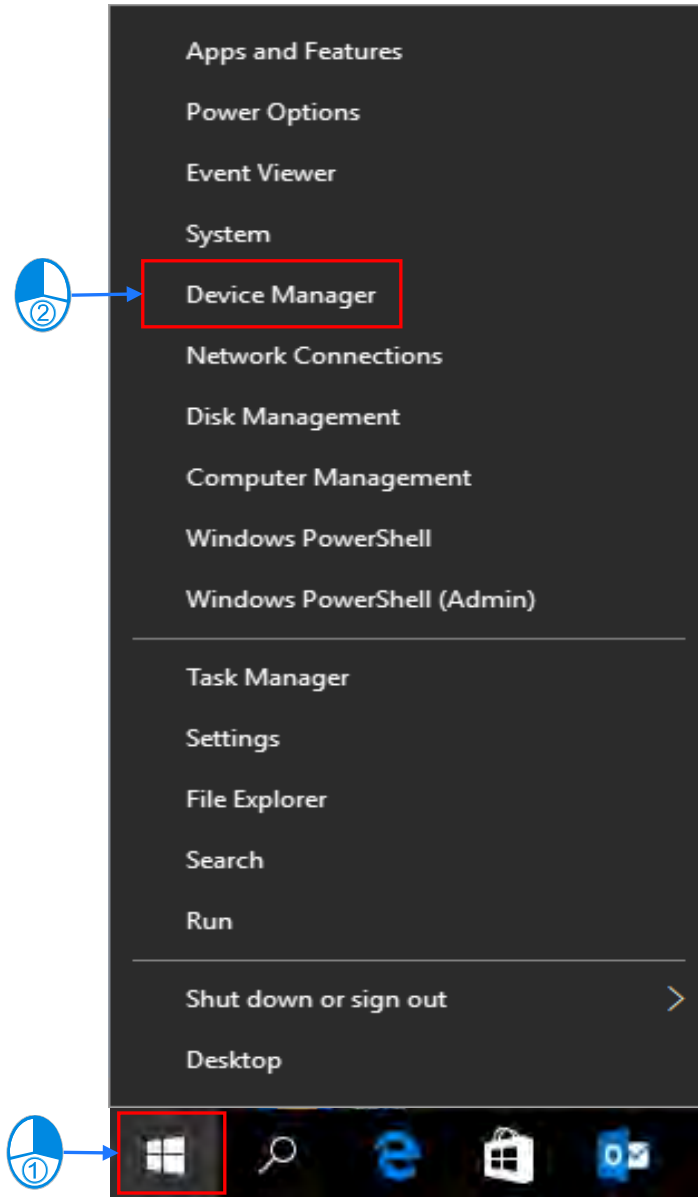 Apps and Features
Power Options
Event Viewer
System
② Device Manager
Network Connections
Disk Management
Computer Management
Windows PowerShell
Windows PowerShell (Admin)
Task Manager
Settings
File Explorer
Search
Run
Shut down or sign out
Desktop
①